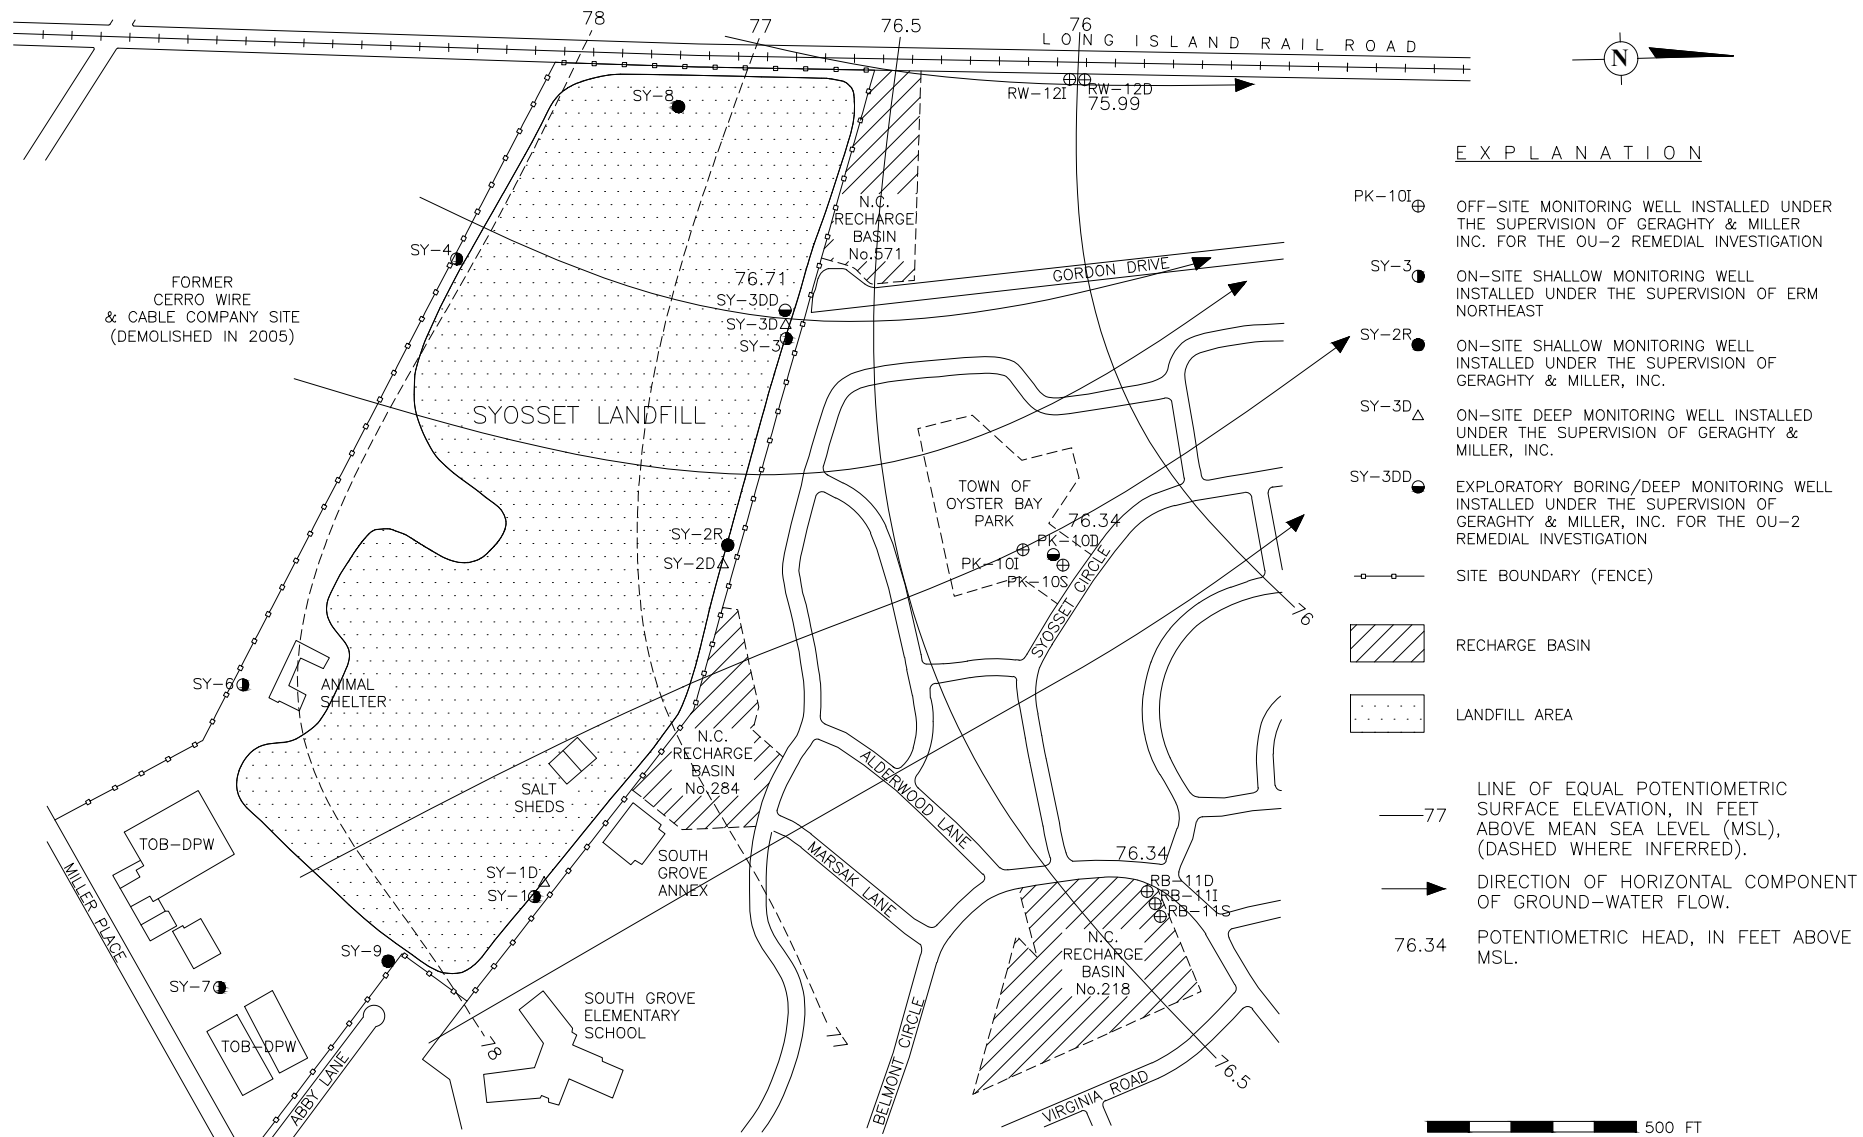 78
77
76.5
76
LONG ISLAND RAIL ROAD
N
SY-8
RW-12I
RW-12D
75.99
EXPLANATION
PK-10I
OFF-SITE MONITORING WELL INSTALLED UNDER
THE SUPERVISION OF GERAGHTY & MILLER
INC. FOR THE OU-2 REMEDIAL INVESTIGATION
SY-3
ON-SITE SHALLOW MONITORING WELL
INSTALLED UNDER THE SUPERVISION OF ERM
NORTHEAST
SY-2R
ON-SITE SHALLOW MONITORING WELL
INSTALLED UNDER THE SUPERVISION OF
GERAGHTY & MILLER, INC.
SY-3D
ON-SITE DEEP MONITORING WELL INSTALLED
UNDER THE SUPERVISION OF GERAGHTY &
MILLER, INC.
SY-3DD
EXPLORATORY BORING/DEEP MONITORING WELL
INSTALLED UNDER THE SUPERVISION OF
GERAGHTY & MILLER, INC. FOR THE OU-2
REMEDIAL INVESTIGATION
SITE BOUNDARY (FENCE)
RECHARGE BASIN
LANDFILL AREA
77
LINE OF EQUAL POTENTIOMETRIC
SURFACE ELEVATION, IN FEET
ABOVE MEAN SEA LEVEL (MSL),
(DASHED WHERE INFERRED).
DIRECTION OF HORIZONTAL COMPONENT
OF GROUND-WATER FLOW.
76.34
POTENTIOMETRIC HEAD, IN FEET ABOVE
MSL.
500 FT
N.C.
RECHARGE
BASIN
No.571
SY-4
FORMER
CERRO WIRE
& CABLE COMPANY SITE
(DEMOLISHED IN 2005)
76.71
SY-3DD
SY-3D
SY-3
GORDON DRIVE
SYOSSET LANDFILL
TOWN OF
OYSTER BAY
PARK
76.34
PK-10D
PK-10I
PK-10S
SYOSSET CIRCLE
76
SY-2R
SY-2D
SY-6
ANIMAL
SHELTER
N.C.
RECHARGE
BASIN
No.284
SALT
SHEDS
ALDERWOOD LANE
MARSAK LANE
TOB-DPW
MILLER PLACE
SOUTH
GROVE
ANNEX
SY-1D
SY-1
76.34
RB-11D
RB-11I
RB-11S
N.C.
RECHARGE
BASIN
No.218
SY-9
SY-7
SOUTH GROVE
ELEMENTARY
SCHOOL
TOB-DPW
ABBY LANE
78
77
BELMONT CIRCLE
VIRGINIA ROAD
76.5